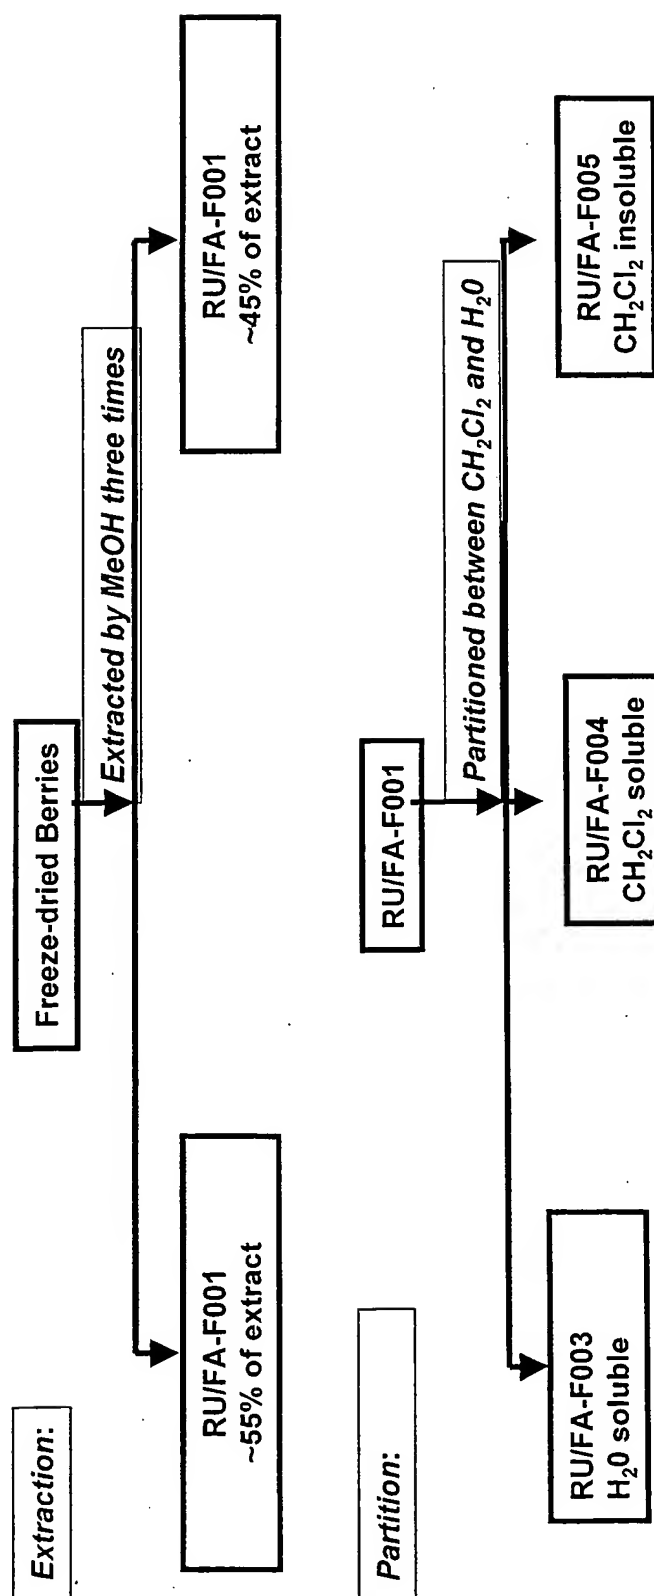 Extraction:
Freeze-dried Berries
Extracted by MeOH three times
RU/FA-F001
~55% of extract
RU/FA-F001
~45% of extract
Partition:
RU/FA-F001
Partitioned between CH₂Cl₂ and H₂0
RU/FA-F003
H₂0 soluble
RU/FA-F004
CH₂Cl₂ soluble
RU/FA-F005
CH₂Cl₂ insoluble